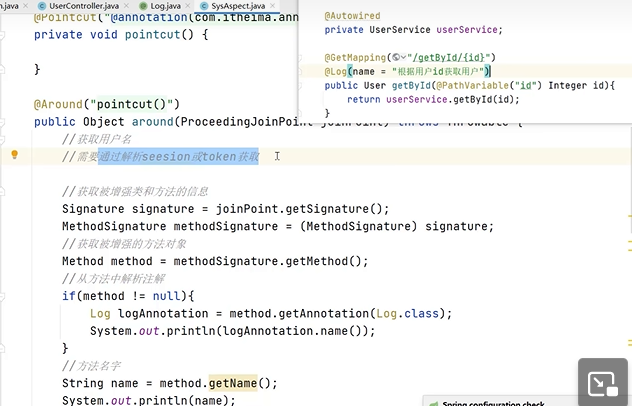 n.java
UserController.java
Log.java
SysAspect.java
@Pointcut("@annotation(com.itheima.ann
private void pointcut() {
}
@Around("pointcut()")
public Object around(ProceedingJoinPoint joinPoint) throws Throwable {
//获取用户名
//需要通过解析seesion或token获取
//获取被增强类和方法的信息
Signature signature = joinPoint.getSignature();
MethodSignature methodSignature = (MethodSignature) signature;
//获取被增强的方法对象
Method method = methodSignature.getMethod();
//从方法中解析注解
if(method != null){
Log logAnnotation = method.getAnnotation(Log.class);
System.out.println(logAnnotation.name());
}
//方法名字
String name = method.getName();
System.out.println(name);
@Autowired
private UserService userService;
@GetMapping("/getById/{id}")
@Log(name = "根据用户id获取用户")
public User getById(@PathVariable("id") Integer id){
return userService.getById(id);
}
Spring configuration check